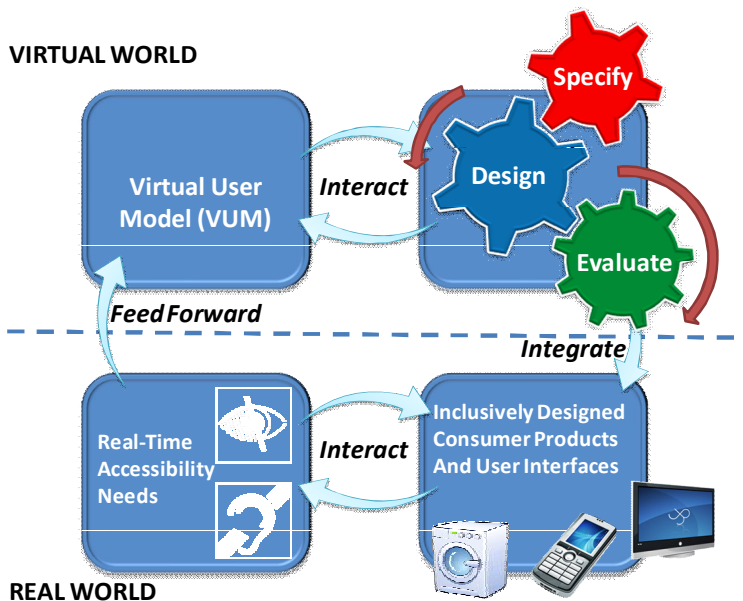 VIRTUAL WORLD
Specify
Virtual User
Model (VUM)
Interact
Design
Evaluate
Feed Forward
Integrate
Real-Time
Accessibility
Needs
Interact
Inclusively Designed
Consumer Products
And User Interfaces
REAL WORLD